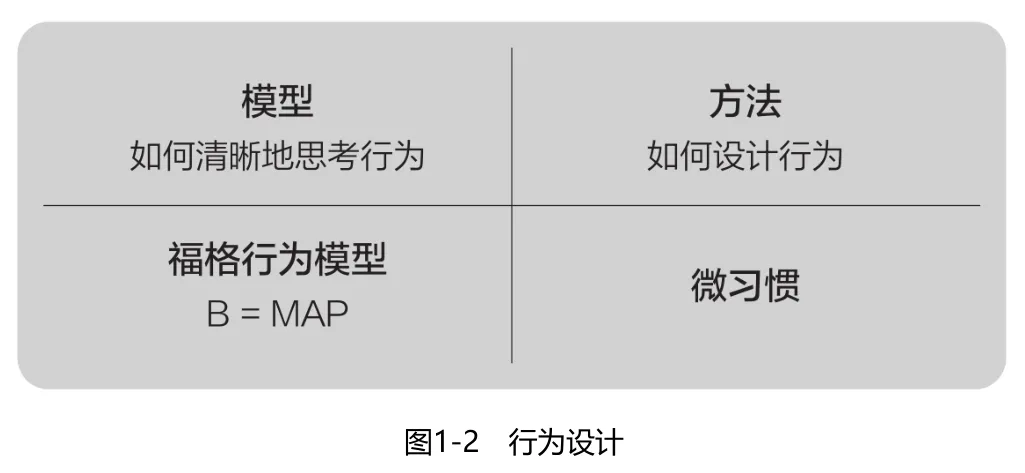 模型
如何清晰地思考行为
方法
如何设计行为
福格行为模型
B = MAP
微习惯
图1-2 行为设计